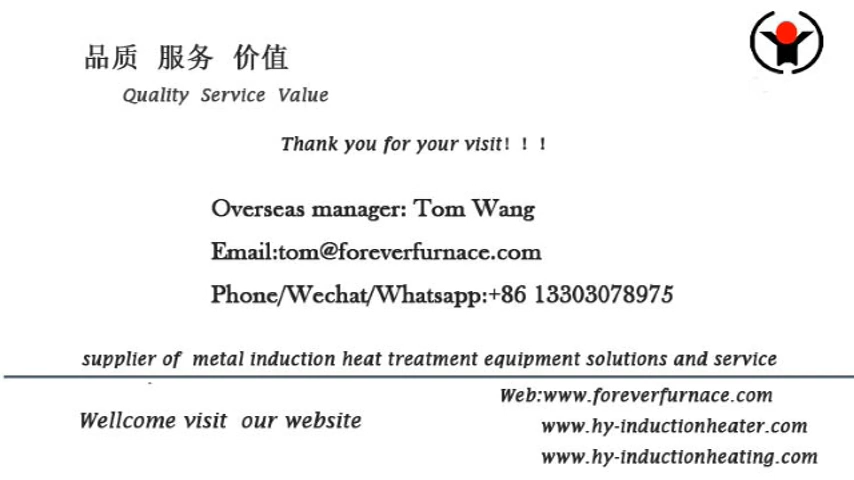 品质 服务 价值
Quality Service Value
Thank you for your visit！！！
Overseas manager: Tom Wang
Email:tom@foreverfurnace.com
Phone/Wechat/Whatsapp:+86 13303078975
supplier of metal induction heat treatment equipment solutions and service
Web:www.foreverfurnace.com
Wellcome visit our website
www.hy-inductionheater.com
www.hy-inductionheating.com